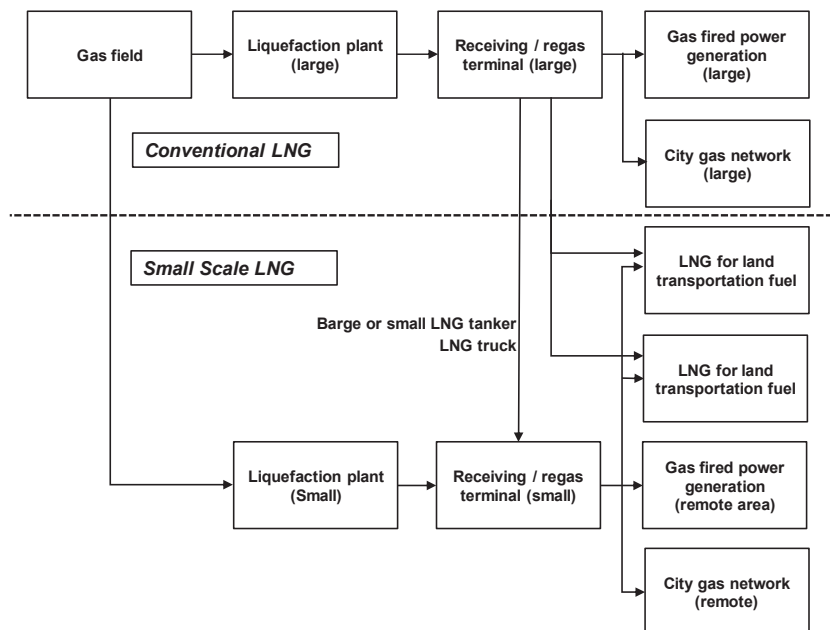 Gas field
Liquefaction plant
(large)
Receiving / regas
terminal (large)
Gas fired power
generation
(large)
Conventional LNG
City gas network
(large)
Small Scale LNG
LNG for land
transportation fuel
Barge or small LNG tanker
LNG truck
LNG for land
transportation fuel
Liquefaction plant
(Small)
Receiving / regas
terminal (small)
Gas fired power
generation
(remote area)
City gas network
(remote)